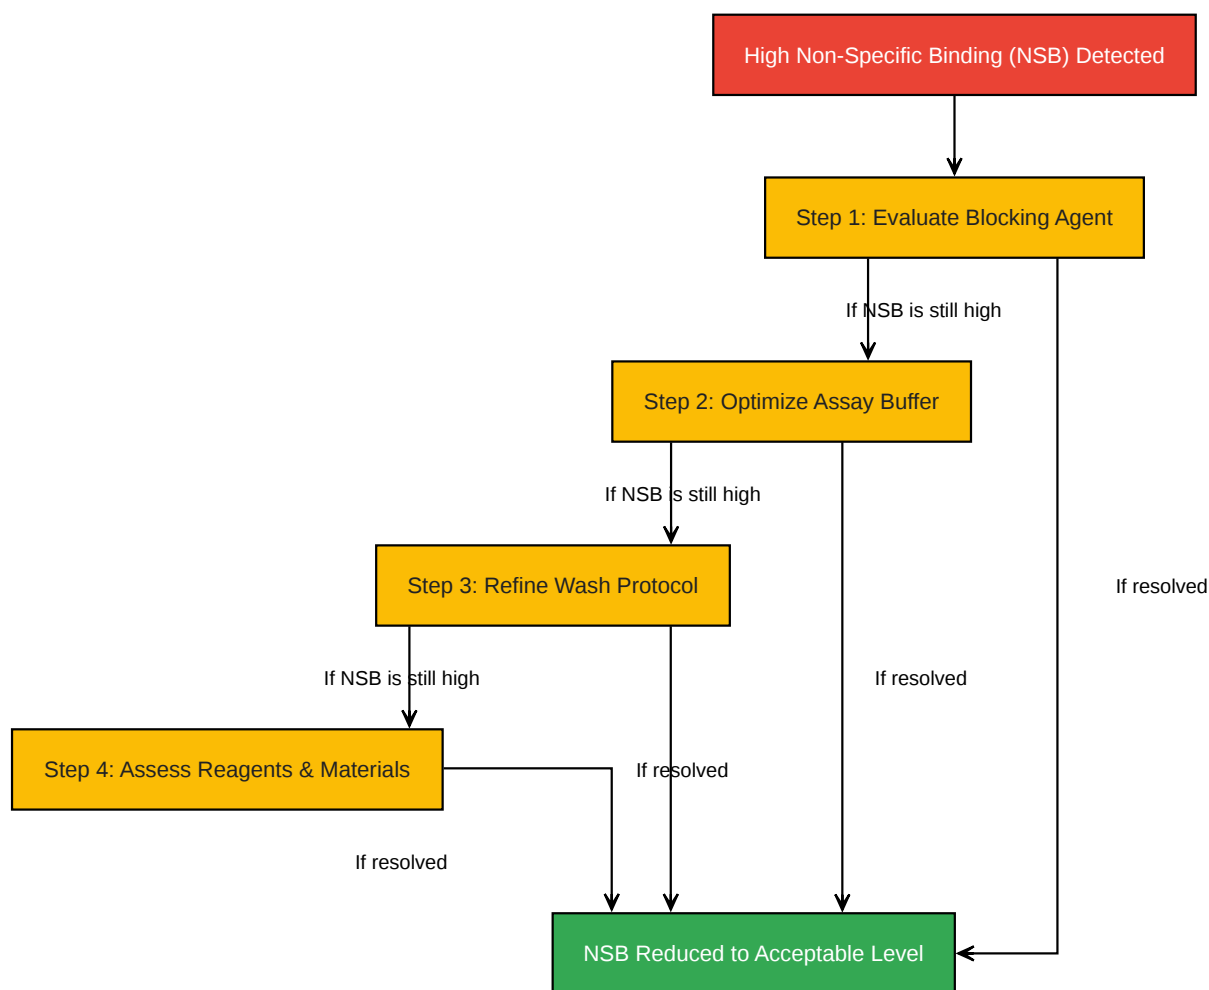 High Non-Specific Binding (NSB) Detected
Step 1: Evaluate Blocking Agent
If NSB is still high
Step 2: Optimize Assay Buffer
If NSB is still high
Step 3: Refine Wash Protocol
If resolved
If NSB is still high
If resolved
Step 4: Assess Reagents & Materials
If resolved
If resolved
NSB Reduced to Acceptable Level